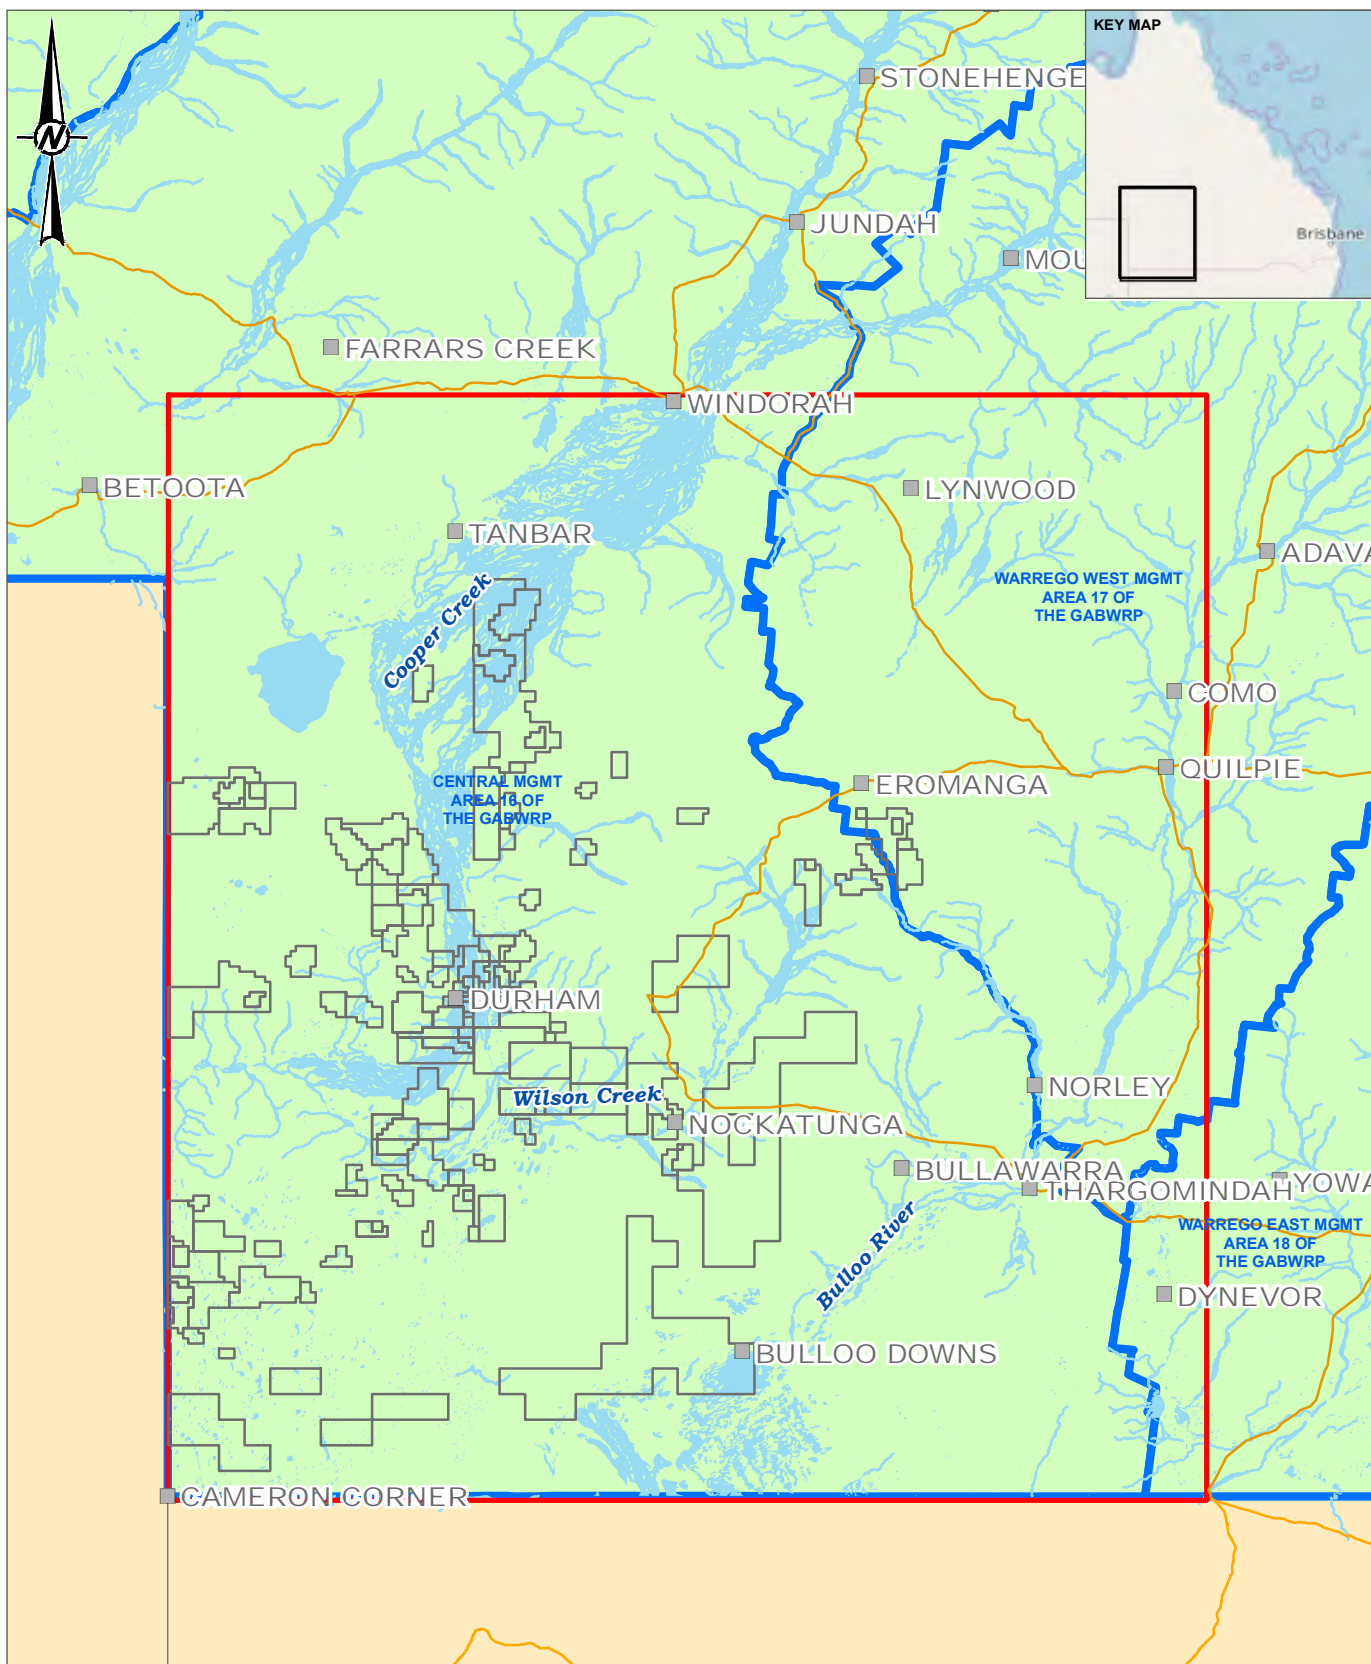 KEY MAP
N
STONEHENGE
JUNDAH
MOU
Brisbane
FARRARS CREEK
WINDORAH
BETOOTA
LYNWOOD
TANBAR
ADAVA
WARREGO WEST MGMT
AREA 17 OF
THE GABWRP
Cooper Creek
COMO
QUILPIE
CENTRAL MGMT
AREA 16 OF
THE GABWRP
EROMANGA
DURHAM
NORLEY
Wilson Creek
NOCKATUNGA
BULLAWARRA
THARGOMINDAH
YOWA
Bulloo River
WARREGO EAST MGMT
AREA 18 OF
THE GABWRP
DYNEVOR
BULLOO DOWNS
CAMERON CORNER